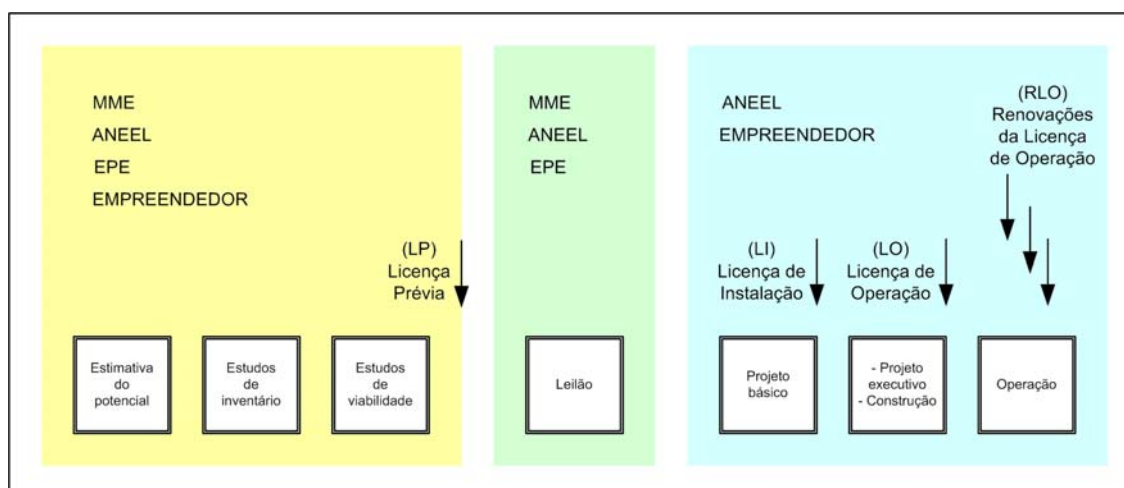 MME
ANEEL
EPE
EMPREENDEDOR
(LP)
Licença
Prévia
Estimativa
do
potencial
Estudos
de
inventário
Estudos
de
viabilidade
MME
ANEEL
EPE
Leilão
ANEEL
EMPREENDEDOR
(RLO)
Renovações
da Licença
de Operação
(LI)
Licença de
Instalação
(LO)
Licença de
Operação
Projeto
básico
- Projeto
executivo
- Construção
Operação